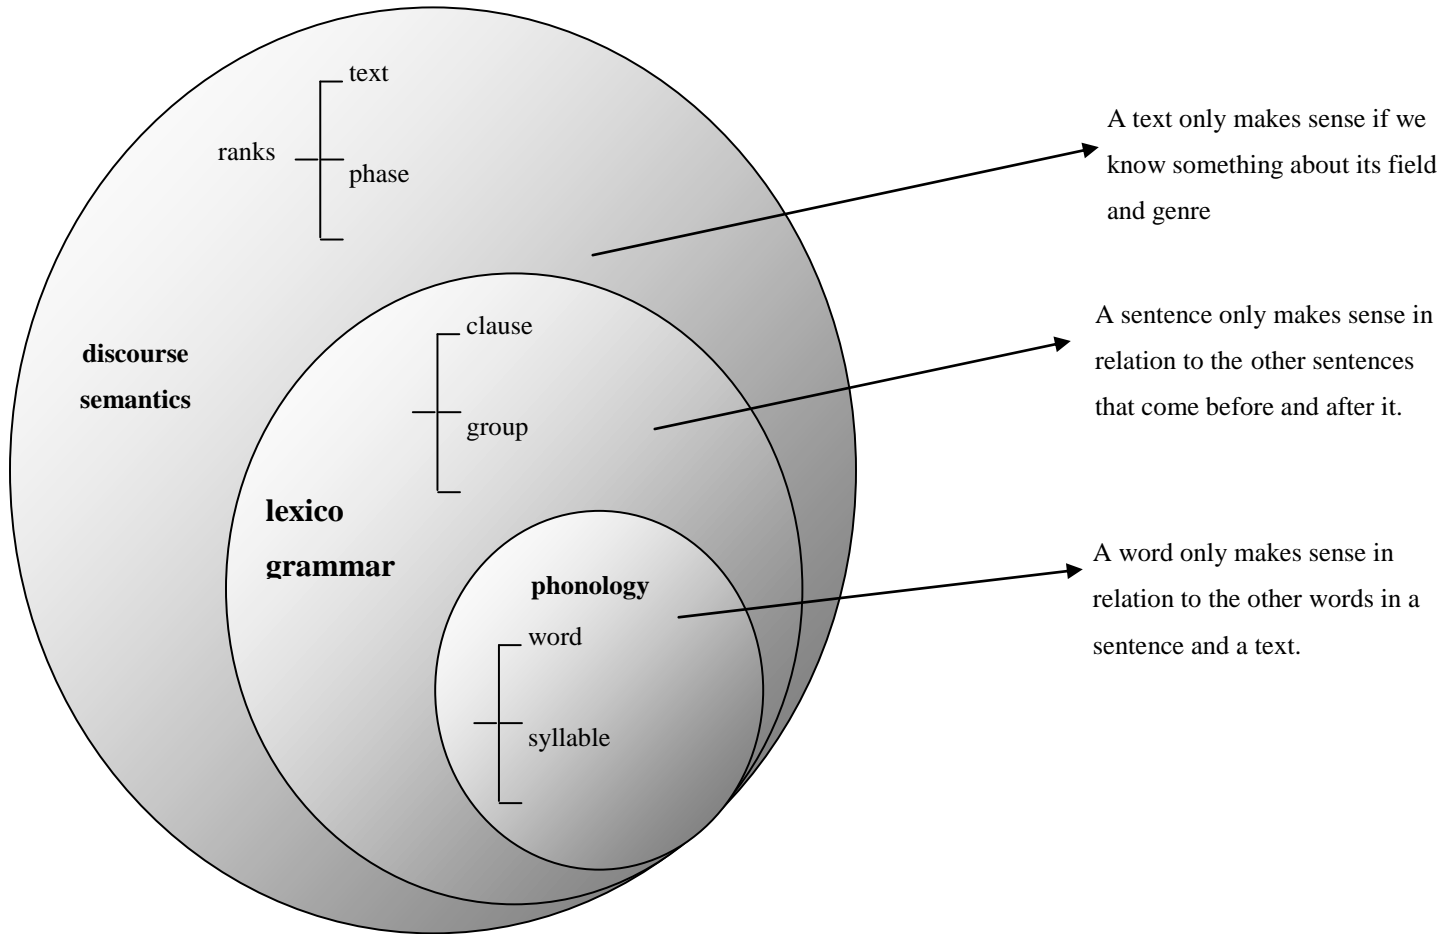 text
ranks
phase
discourse
semantics
clause
group
lexico
grammar
phonology
word
syllable
A text only makes sense if we
know something about its field
and genre
A sentence only makes sense in
relation to the other sentences
that come before and after it.
A word only makes sense in
relation to the other words in a
sentence and a text.